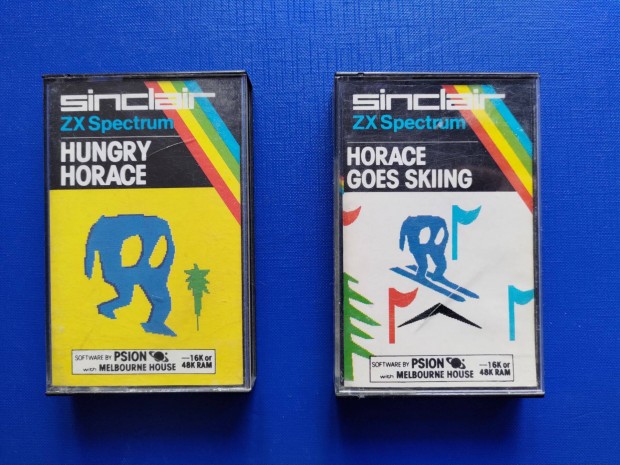 sinclair
ZX Spectrum
HUNGRY
HORACE
SOFTWARE BY PSION
with MELBOURNE HOUSE
—16K or
48K RAM
sinclair
ZX Spectrum
HORACE
GOES SKIING
SOFTWARE BY PSION
with MELBOURNE HOUSE
—16K or
48K RAM